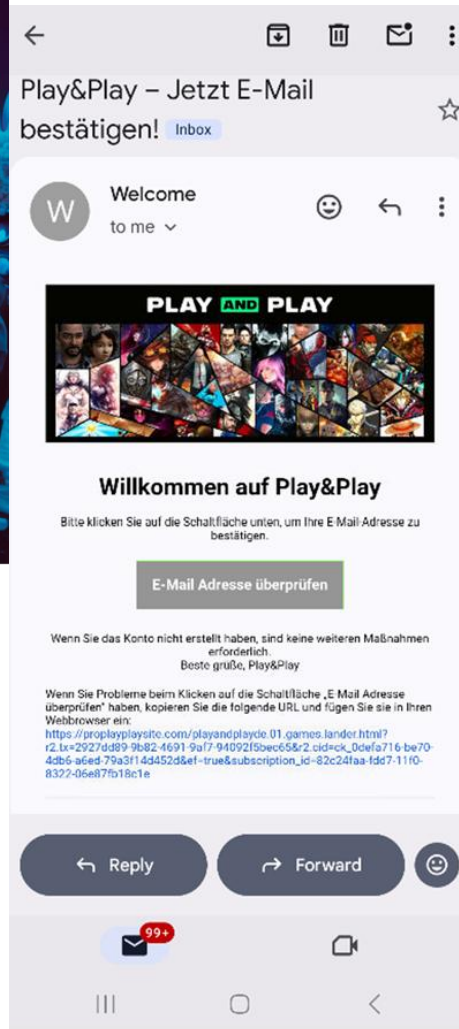 Play&Play – Jetzt E-Mail
bestätigen! Inbox
W
Welcome
to me
PLAY AND PLAY
Willkommen auf Play&Play
Bitte klicken Sie auf die Schaltfläche unten, um Ihre E-Mail-Adresse zu
bestätigen.
E-Mail Adresse überprüfen
Wenn Sie das Konto nicht erstellt haben, sind keine weiteren Maßnahmen
erforderlich.
Beste grüße, Play&Play
Wenn Sie Probleme beim Klicken auf die Schaltfläche „E-Mail Adresse
überprüfen" haben, kopieren Sie die folgende URL und fügen Sie sie in Ihren
Webbrowser ein:
https://proplayplaysite.com/playandplayde.01.games.lander.html?
r2.tx=2927dd89-9b82-4691-9af7-94092f5bec65&r2.cid=ck_0defa716-be70-
4db6-a6ed-79a3f14d452d&ef=true&subscription_id=82c24faa-fdd7-11f0-
8322-06e87fb18c1e
Reply
Forward
99+